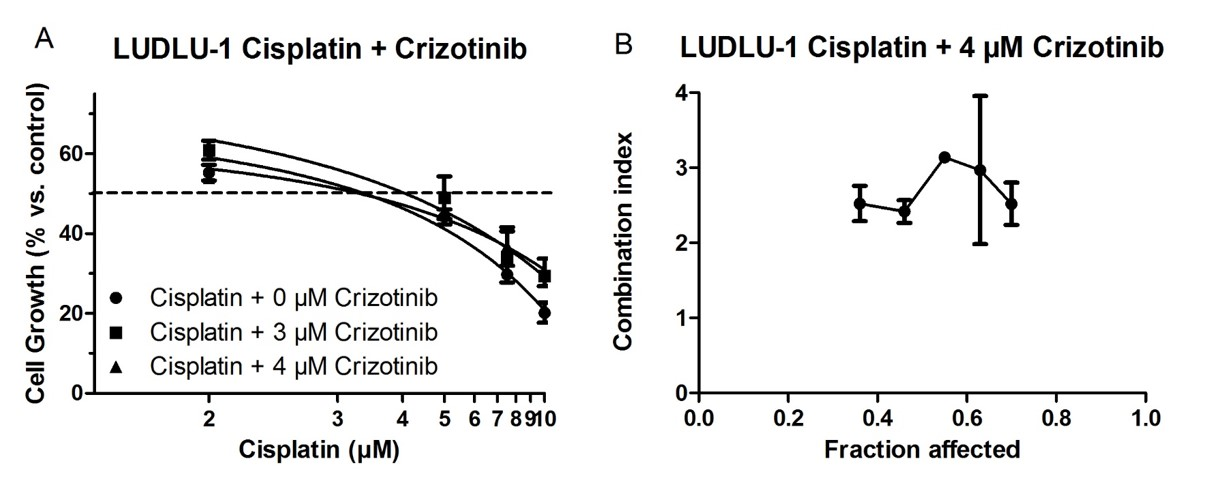 A
LUDLU-1 Cisplatin + Crizotinib
Cell Growth (% vs. control)
60
40
20
0
Cisplatin + 0 µM Crizotinib
Cisplatin + 3 µM Crizotinib
Cisplatin + 4 µM Crizotinib
2 3 4 5 6 7 8 9 10
Cisplatin (µM)
B
LUDLU-1 Cisplatin + 4 µM Crizotinib
Combination index
4
3
2
1
0
0.0 0.2 0.4 0.6 0.8 1.0
Fraction affected